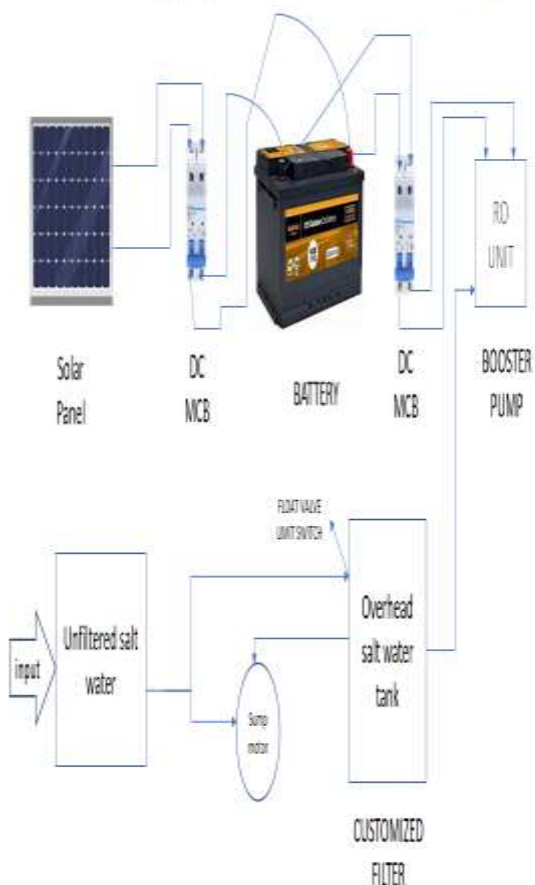 Solar
Panel
DC
MCB
BATTERY
DC
MCB
RO
UNIT
BOOSTER
PUMP
FLOAT VALVE
LIMIT SWITCH
input
Unfiltered salt
water
Sump
motor
Overhead
salt water
tank
CUSTOMIZED
FILTER